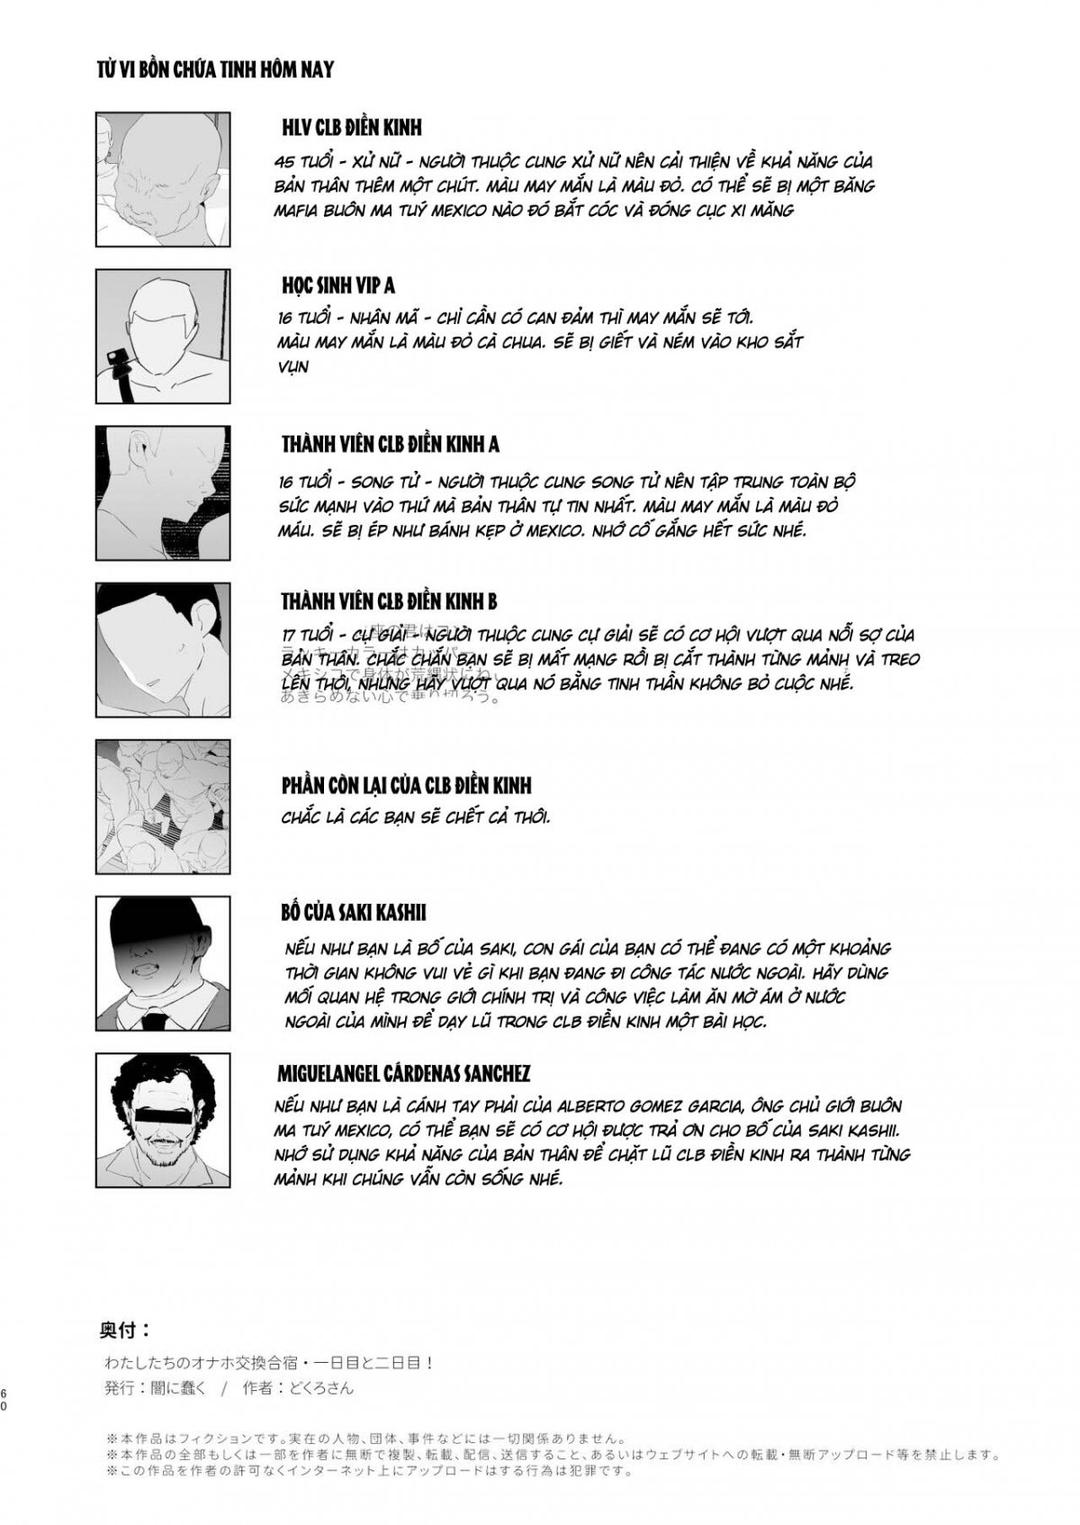 TỬ VI BỒN CHỨA TINH HÔM NAY
HLV CLB ĐIỀN KINH
45 TUỔI - XỬ NỮ - NGƯỜI THUỘC CUNG XỬ NỮ NÊN CẢI THIỆN VỀ KHẢ NĂNG CỦA
BẢN THÂN THÊM MỘT CHÚT. MÀU MAY MẮN LÀ MÀU ĐỎ. CÓ THỂ SẼ BỊ MỘT BĂNG
MAFIA BUÔN MA TUÝ MEXICO NÀO ĐÓ BẮT CÓC VÀ ĐÓNG CỤC XI MĂNG
HỌC SINH VIP A
16 TUỔI - NHÂN MÃ - CHỈ CẦN CÓ CAN ĐẢM THÌ MAY MẮN SẼ TỚI.
MÀU MAY MẮN LÀ MÀU ĐỎ CÀ CHUA. SẼ BỊ GIẾT VÀ NÉM VÀO KHO SẮT
VỤN
THÀNH VIÊN CLB ĐIỀN KINH A
16 TUỔI - SONG TỬ - NGƯỜI THUỘC CUNG SONG TỬ NÊN TẬP TRUNG TOÀN BỘ
SỨC MẠNH VÀO THỨ MÀ BẢN THÂN TỰ TIN NHẤT. MÀU MAY MẮN LÀ MÀU ĐỎ
MÁU. SẼ BỊ ÉP NHƯ BÁNH KẸP Ở MEXICO. NHỚ CỐ GẮNG HẾT SỨC NHÉ.
THÀNH VIÊN CLB ĐIỀN KINH B
17 TUỔI - CỰ GIẢI - NGƯỜI THUỘC CUNG CỰ GIẢI SẼ CÓ CƠ HỘI VƯỢT QUA NỖI SỢ CỦA
BẢN THÂN. CHẮC CHẮN BẠN SẼ BỊ MẤT MẠNG RỒI BỊ CẮT THÀNH TỪNG MẢNH VÀ TREO
LÊN THÔI, NHƯNG HÃY VƯỢT QUA NÓ BẰNG TINH THẦN KHÔNG BỎ CUỘC NHÉ.
あきらめない心で
PHẦN CÒN LẠI CỦA CLB ĐIỀN KINH
CHẮC LÀ CÁC BẠN SẼ CHẾT CẢ THÔI.
BỐ CỦA SAKI KASHII
NẾU NHƯ BẠN LÀ BỐ CỦA SAKI, CON GÁI CỦA BẠN CÓ THỂ ĐANG CÓ MỘT KHOẢNG
THỜI GIAN KHÔNG VUI VẺ GÌ KHI BẠN ĐANG ĐI CÔNG TÁC NƯỚC NGOÀI. HÃY DÙNG
MỐI QUAN HỆ TRONG GIỚI CHÍNH TRỊ VÀ CÔNG VIỆC LÀM ĂN MỜ ÁM Ở NƯỚC
NGOÀI CỦA MÌNH ĐỂ DẠY LŨ TRONG CLB ĐIỀN KINH MỘT BÀI HỌC.
MIGUELANGEL CÁRDENAS SANCHEZ
NẾU NHƯ BẠN LÀ CÁNH TAY PHẢI CỦA ALBERTO GOMEZ GARCIA, ÔNG CHỦ GIỚI BUÔN
MA TUÝ MEXICO, CÓ THỂ BẠN SẼ CÓ CƠ HỘI ĐƯỢC TRẢ ƠN CHO BỐ CỦA SAKI KASHII.
NHỚ SỬ DỤNG KHẢ NĂNG CỦA BẢN THÂN ĐỂ CHẶT LŨ CLB ĐIỀN KINH RA THÀNH TỪNG
MẢNH KHI CHÚNG VẪN CÒN SỐNG NHÉ.
奥付：
わたしたちのオナホ交換合宿・一日目と二日目！
発行：闇に蠢く　/　作者：どくろさん
60
※本作品はフィクションです。実在の人物、団体、事件などには一切関係ありません。
※本作品の全部もしくは一部を作者に無断で複製、転載、配信、送信すること、あるいはウェブサイトへの転載・無断アップロード等を禁止します。
※この作品を作者の許可なくインターネット上にアップロードはする行為は犯罪です。